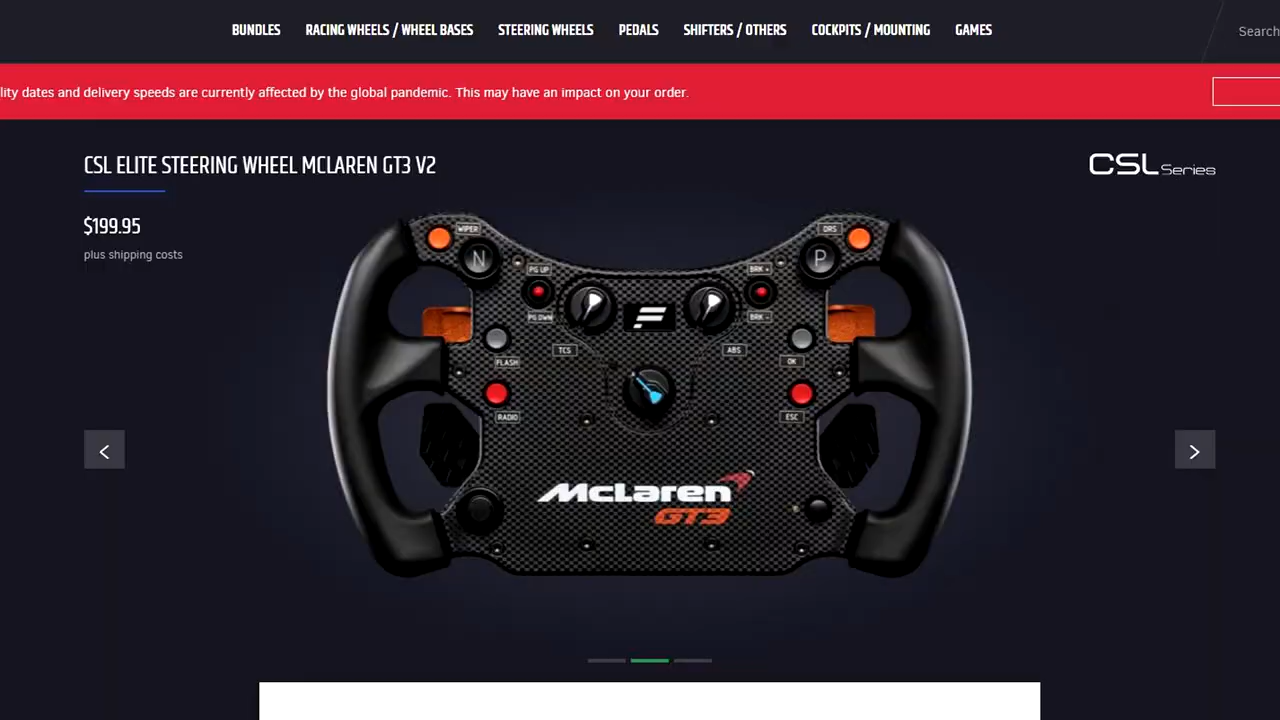 BUNDLES RACING WHEELS / WHEEL BASES STEERING WHEELS PEDALS SHIFTERS / OTHERS COCKPITS / MOUNTING GAMES Search
lity dates and delivery speeds are currently affected by the global pandemic. This may have an impact on your order.
CSL ELITE STEERING WHEEL MCLAREN GT3 V2
CSL Series
$199.95
plus shipping costs
WIPER DRS
N P
PG UP BRK +
PG DWN BRK -
TCS ABS
FLASH OK
RADIO ESC
McLaren
GT3